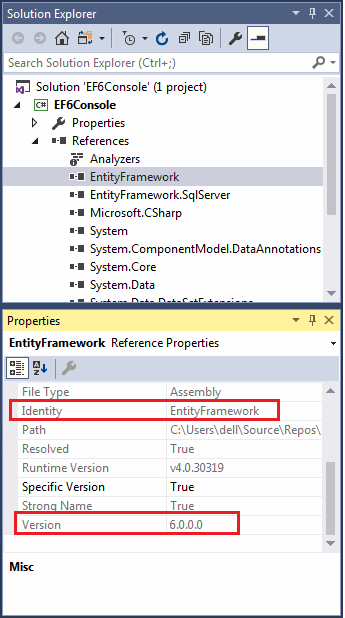 Solution Explorer
Search Solution Explorer (Ctrl+;)
Solution 'EF6Console' (1 project)
C# EF6Console
Properties
References
Analyzers
EntityFramework
EntityFramework.SqlServer
Microsoft.CSharp
System
System.ComponentModel.DataAnnotations
System.Core
System.Data
System.Data.DataSetExtensions
Properties
EntityFramework Reference Properties
File Type Assembly
Identity EntityFramework
Path C:\Users\dell\Source\Repos\
Resolved True
Runtime Version v4.0.30319
Specific Version True
Strong Name True
Version 6.0.0.0
Misc